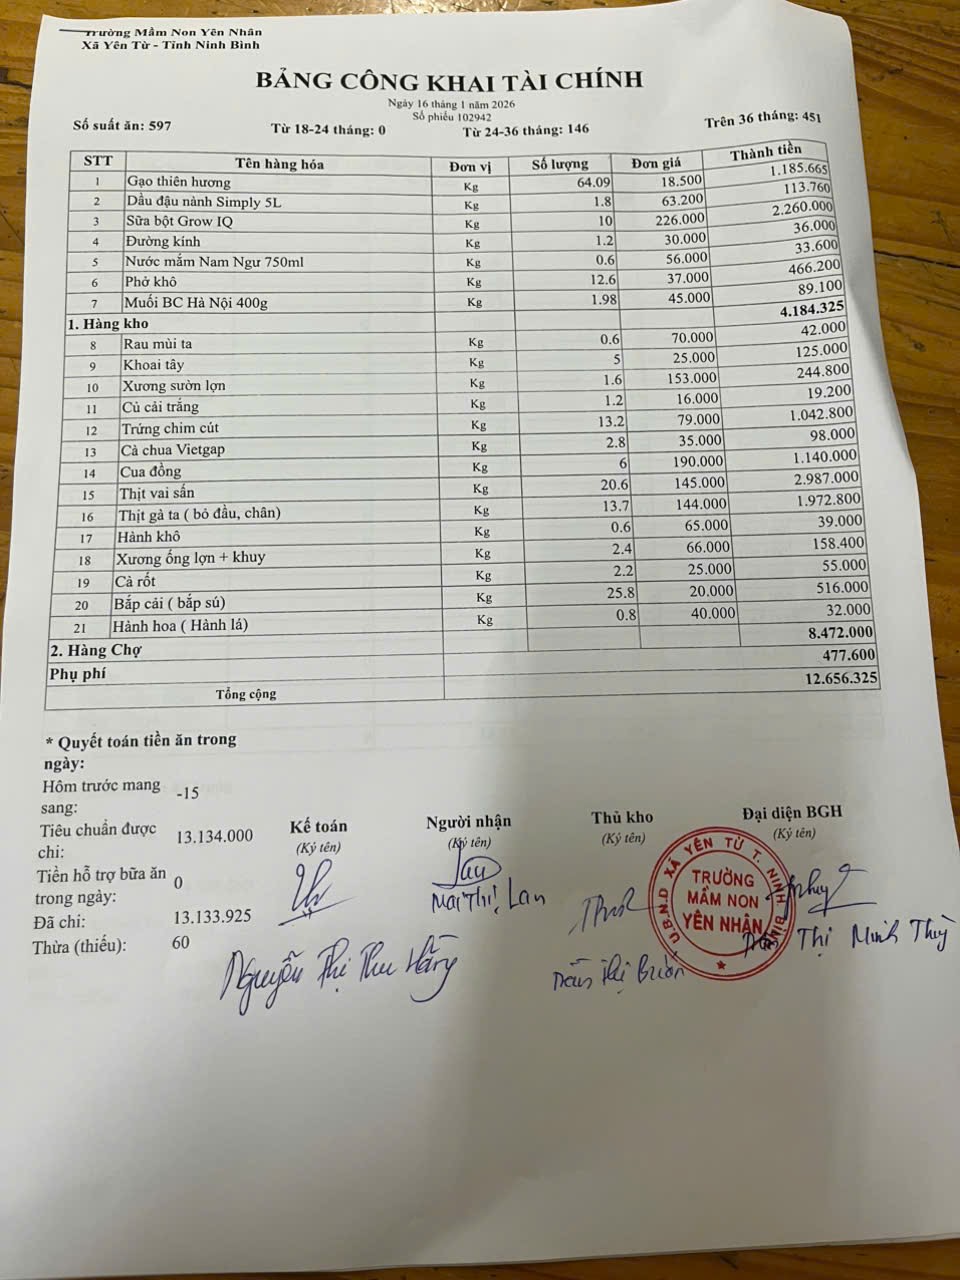 Trường Mầm Non Yên Nhân
Xã Yên Từ - Tỉnh Ninh Bình
BẢNG CÔNG KHAI TÀI CHÍNH
Ngày 16 tháng 1 năm 2026
Số phiếu 102942
Số suất ăn: 597 Từ 18-24 tháng: 0 Từ 24-36 tháng: 146 Trên 36 tháng: 451
STT Tên hàng hóa Đơn vị Số lượng Đơn giá Thành tiền
1 Gạo thiên hương Kg 64.09 18.500 1.185.665
2 Dầu đậu nành Simply 5L Kg 1.8 63.200 113.760
3 Sữa bột Grow IQ Kg 10 226.000 2.260.000
4 Đường kính Kg 1.2 30.000 36.000
5 Nước mắm Nam Ngư 750ml Kg 0.6 56.000 33.600
6 Phở khô Kg 12.6 37.000 466.200
7 Muối BC Hà Nội 400g Kg 1.98 45.000 89.100
1. Hàng kho 4.184.325
8 Rau mùi ta Kg 0.6 70.000 42.000
9 Khoai tây Kg 5 25.000 125.000
10 Xương sườn lợn Kg 1.6 153.000 244.800
11 Củ cải trắng Kg 1.2 16.000 19.200
12 Trứng chim cút Kg 13.2 79.000 1.042.800
13 Cà chua Vietgap Kg 2.8 35.000 98.000
14 Cua đồng Kg 6 190.000 1.140.000
15 Thịt vai sấn Kg 20.6 145.000 2.987.000
16 Thịt gà ta ( bỏ đầu, chân) Kg 13.7 144.000 1.972.800
17 Hành khô Kg 0.6 65.000 39.000
18 Xương ống lợn + khuy Kg 2.4 66.000 158.400
19 Cà rốt Kg 2.2 25.000 55.000
20 Bắp cải ( bắp sú) Kg 25.8 20.000 516.000
21 Hành hoa ( Hành lá) Kg 0.8 40.000 32.000
2. Hàng Chợ 8.472.000
Phụ phí 477.600
Tổng cộng 12.656.325
* Quyết toán tiền ăn trong
ngày:
Hôm trước mang
sang: -15
Tiêu chuẩn được
chi: 13.134.000
Tiền hỗ trợ bữa ăn
trong ngày: 0
Đã chi: 13.133.925
Thừa (thiếu): 60
Kế toán
(Ký tên)
Nguyễn Thị Thu Hằng
Người nhận
(Ký tên)
Mai Thị Lan
Thủ kho
(Ký tên)
Trần Thị Bưởi
Đại diện BGH
(Ký tên)
U.B.N.D XÃ YÊN TỪ T. NINH BÌNH
TRƯỜNG
MẦM NON
YÊN NHÂN
Trần Thị Minh Thùy